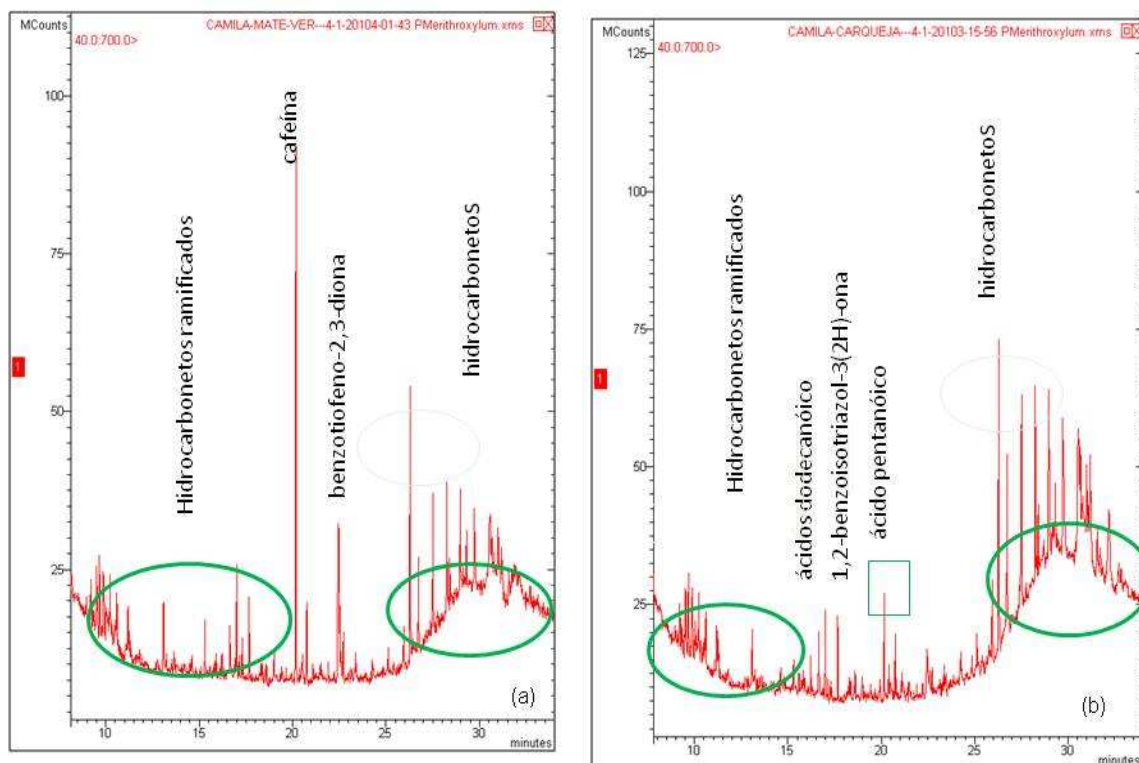 CAMILA-MATE-VER---4-1-20104-01-43 PMerithroxylum.xms
MCounts
40.0:700.0>
100
75
50
25
1
Hidrocarbonetos ramificados
cafeína
benzotiofeno-2,3-diona
hidrocarbonetoS
(a)
10
15
20
25
30
minutes
CAMILA-CARQUEJA---4-1-20103-15-56 PMerithroxylum.xms
MCounts
40.0:700.0>
125
100
75
50
25
1
Hidrocarbonetos ramificados
ácidos dodecanóico
1,2-benzoisotriazol-3(2H)-ona
ácido pentanóico
hidrocarbonetoS
(b)
10
15
20
25
30
minutes